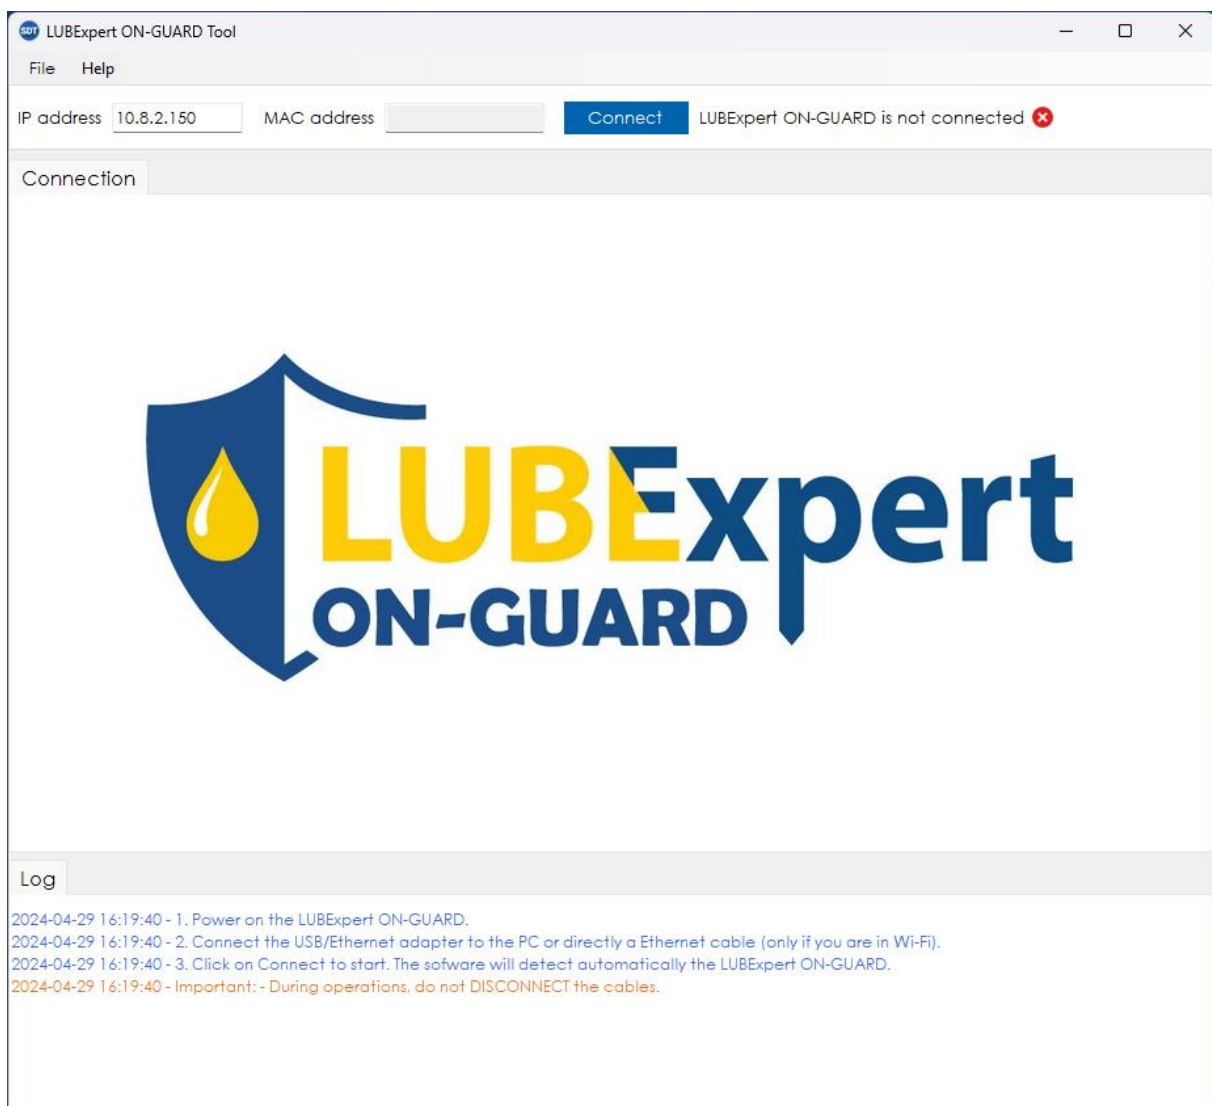 SDT LUBExpert ON-GUARD Tool
File Help
IP address 10.8.2.150 MAC address Connect LUBExpert ON-GUARD is not connected
Connection
LUBExpert
ON-GUARD
Log
2024-04-29 16:19:40 - 1. Power on the LUBExpert ON-GUARD.
2024-04-29 16:19:40 - 2. Connect the USB/Ethernet adapter to the PC or directly a Ethernet cable (only if you are in Wi-Fi).
2024-04-29 16:19:40 - 3. Click on Connect to start. The sofware will detect automatically the LUBExpert ON-GUARD.
2024-04-29 16:19:40 - Important: - During operations, do not DISCONNECT the cables.